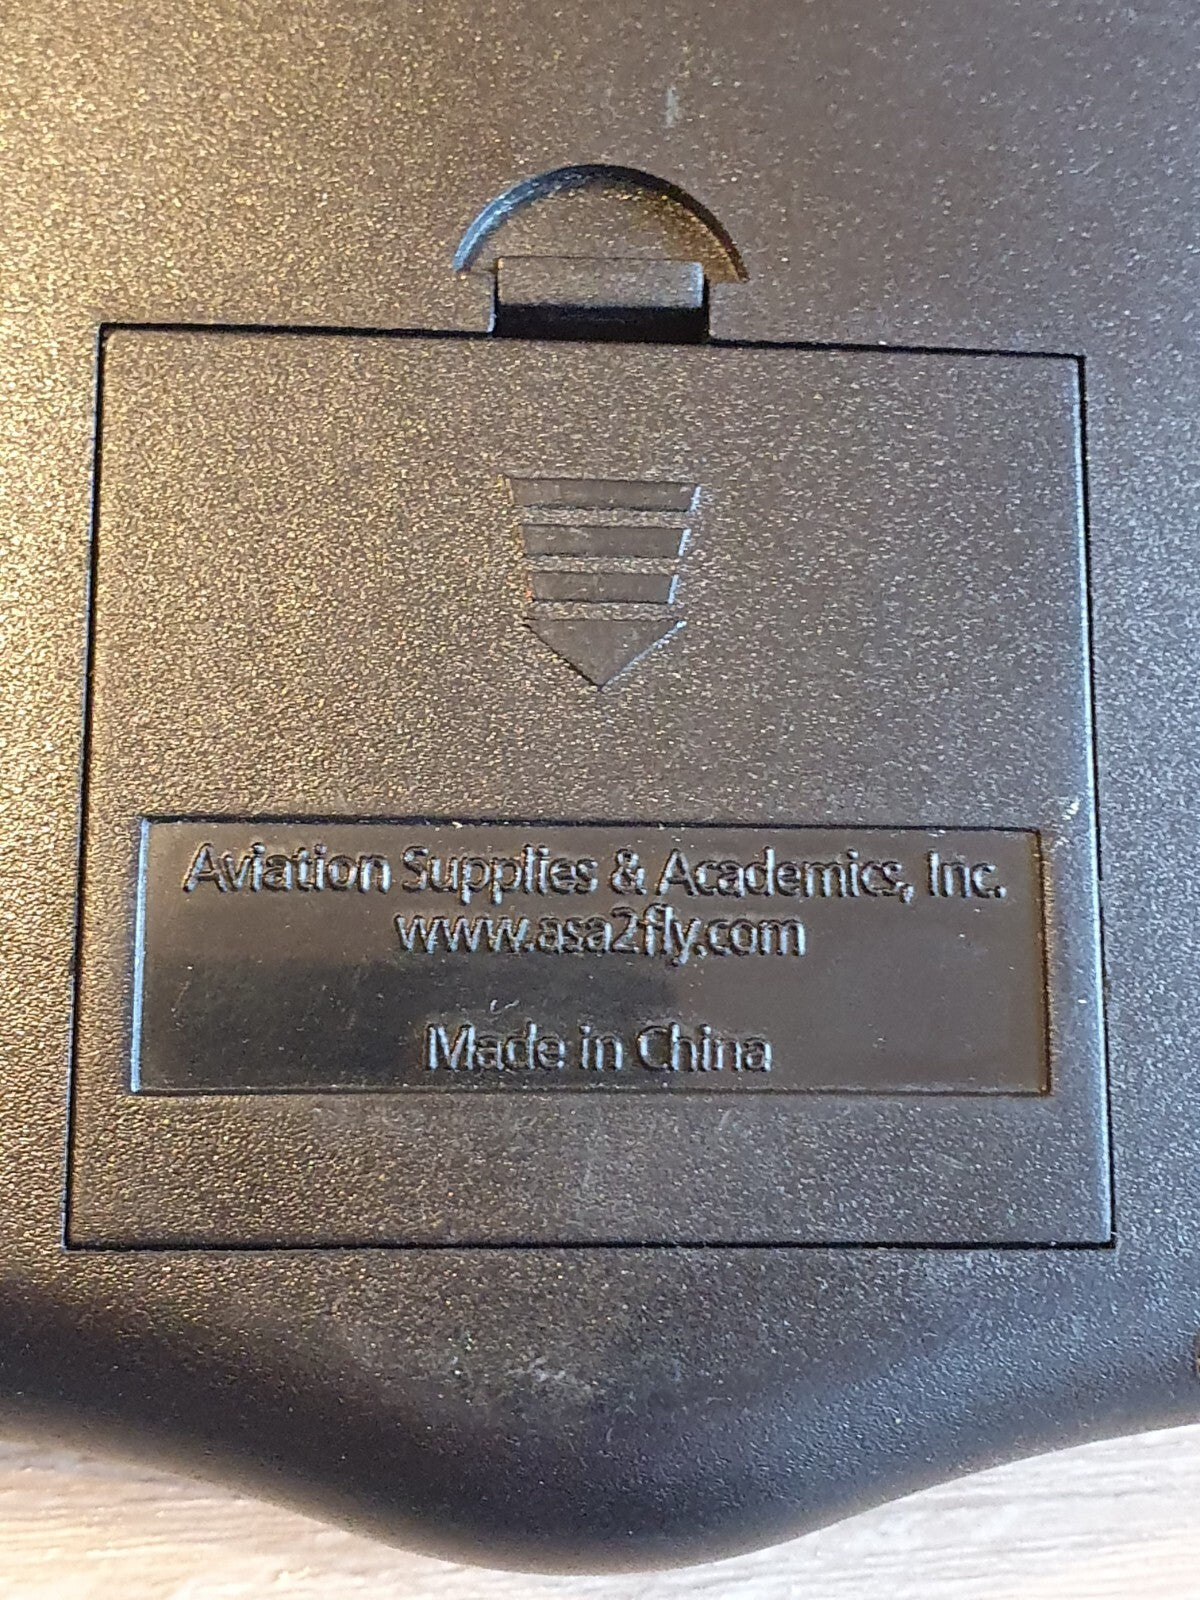 Aviation Supplies & Academics, Inc.
www.asa2fly.com
Made in China